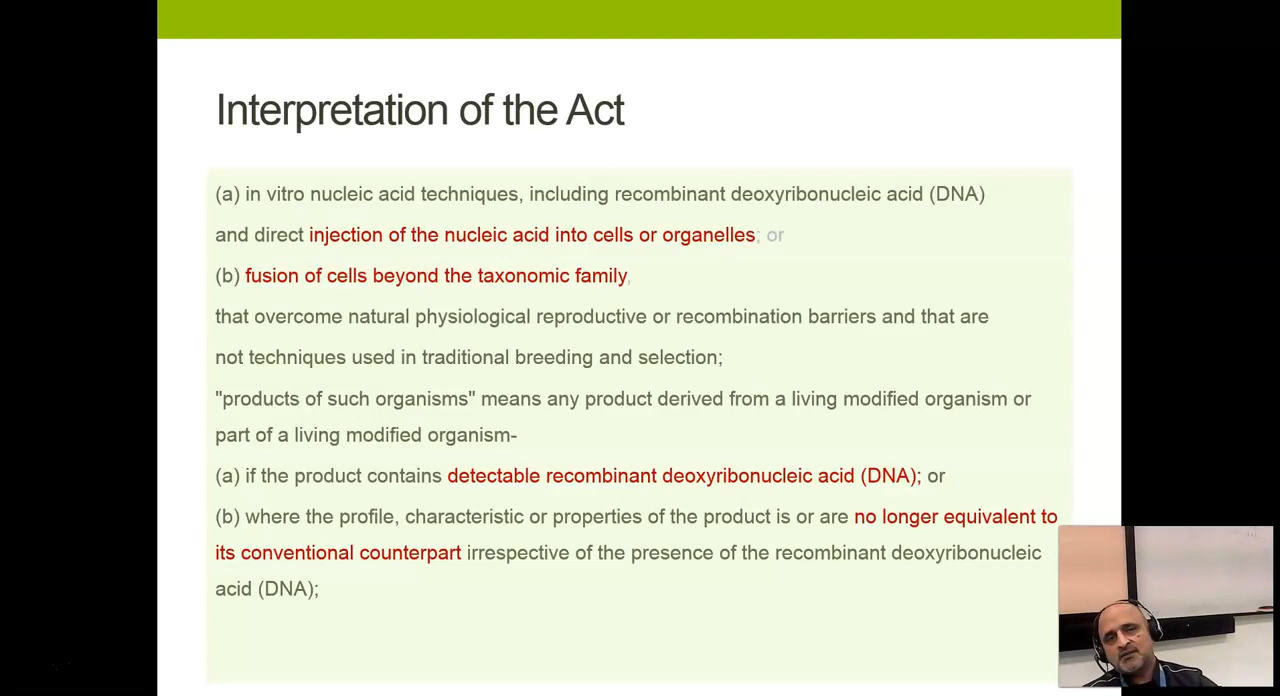 Interpretation of the Act
(a) in vitro nucleic acid techniques, including recombinant deoxyribonucleic acid (DNA)
and direct injection of the nucleic acid into cells or organelles; or
(b) fusion of cells beyond the taxonomic family,
that overcome natural physiological reproductive or recombination barriers and that are
not techniques used in traditional breeding and selection;
"products of such organisms" means any product derived from a living modified organism or
part of a living modified organism-
(a) if the product contains detectable recombinant deoxyribonucleic acid (DNA); or
(b) where the profile, characteristic or properties of the product is or are no longer equivalent to
its conventional counterpart irrespective of the presence of the recombinant deoxyribonucleic
acid (DNA);